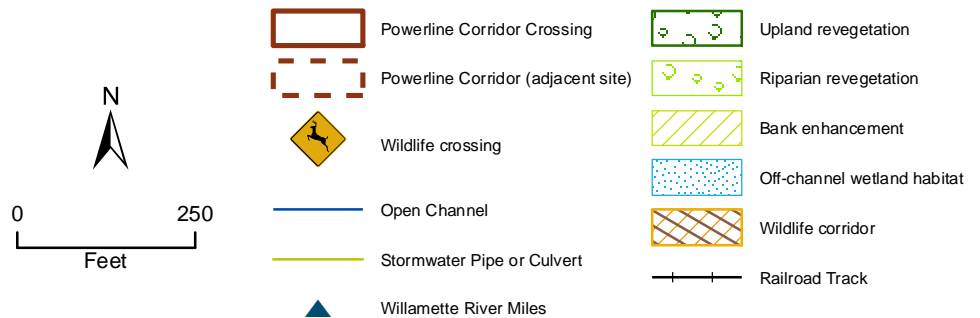 N
0 250
Feet
Powerline Corridor Crossing
Powerline Corridor (adjacent site)
Wildlife crossing
Open Channel
Stormwater Pipe or Culvert
Willamette River Miles
Upland revegetation
Riparian revegetation
Bank enhancement
Off-channel wetland habitat
Wildlife corridor
Railroad Track